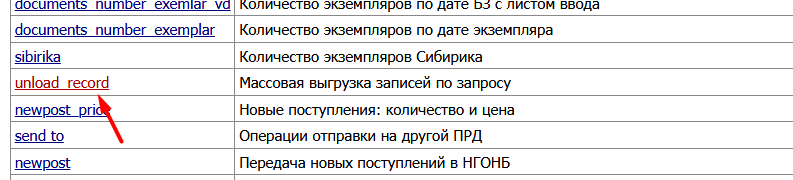 documents_number_exemlar_vd Количество экземпляров по дате БЗ с листом ввода
documents_number_exemplar Количество экземпляров по дате экземпляра
sibirika Количество экземпляров Сибирика
unload_record Массовая выгрузка записей по запросу
newpost_price Новые поступления: количество и цена
send to Операции отправки на другой ПРД
newpost Передача новых поступлений в НГОНБ